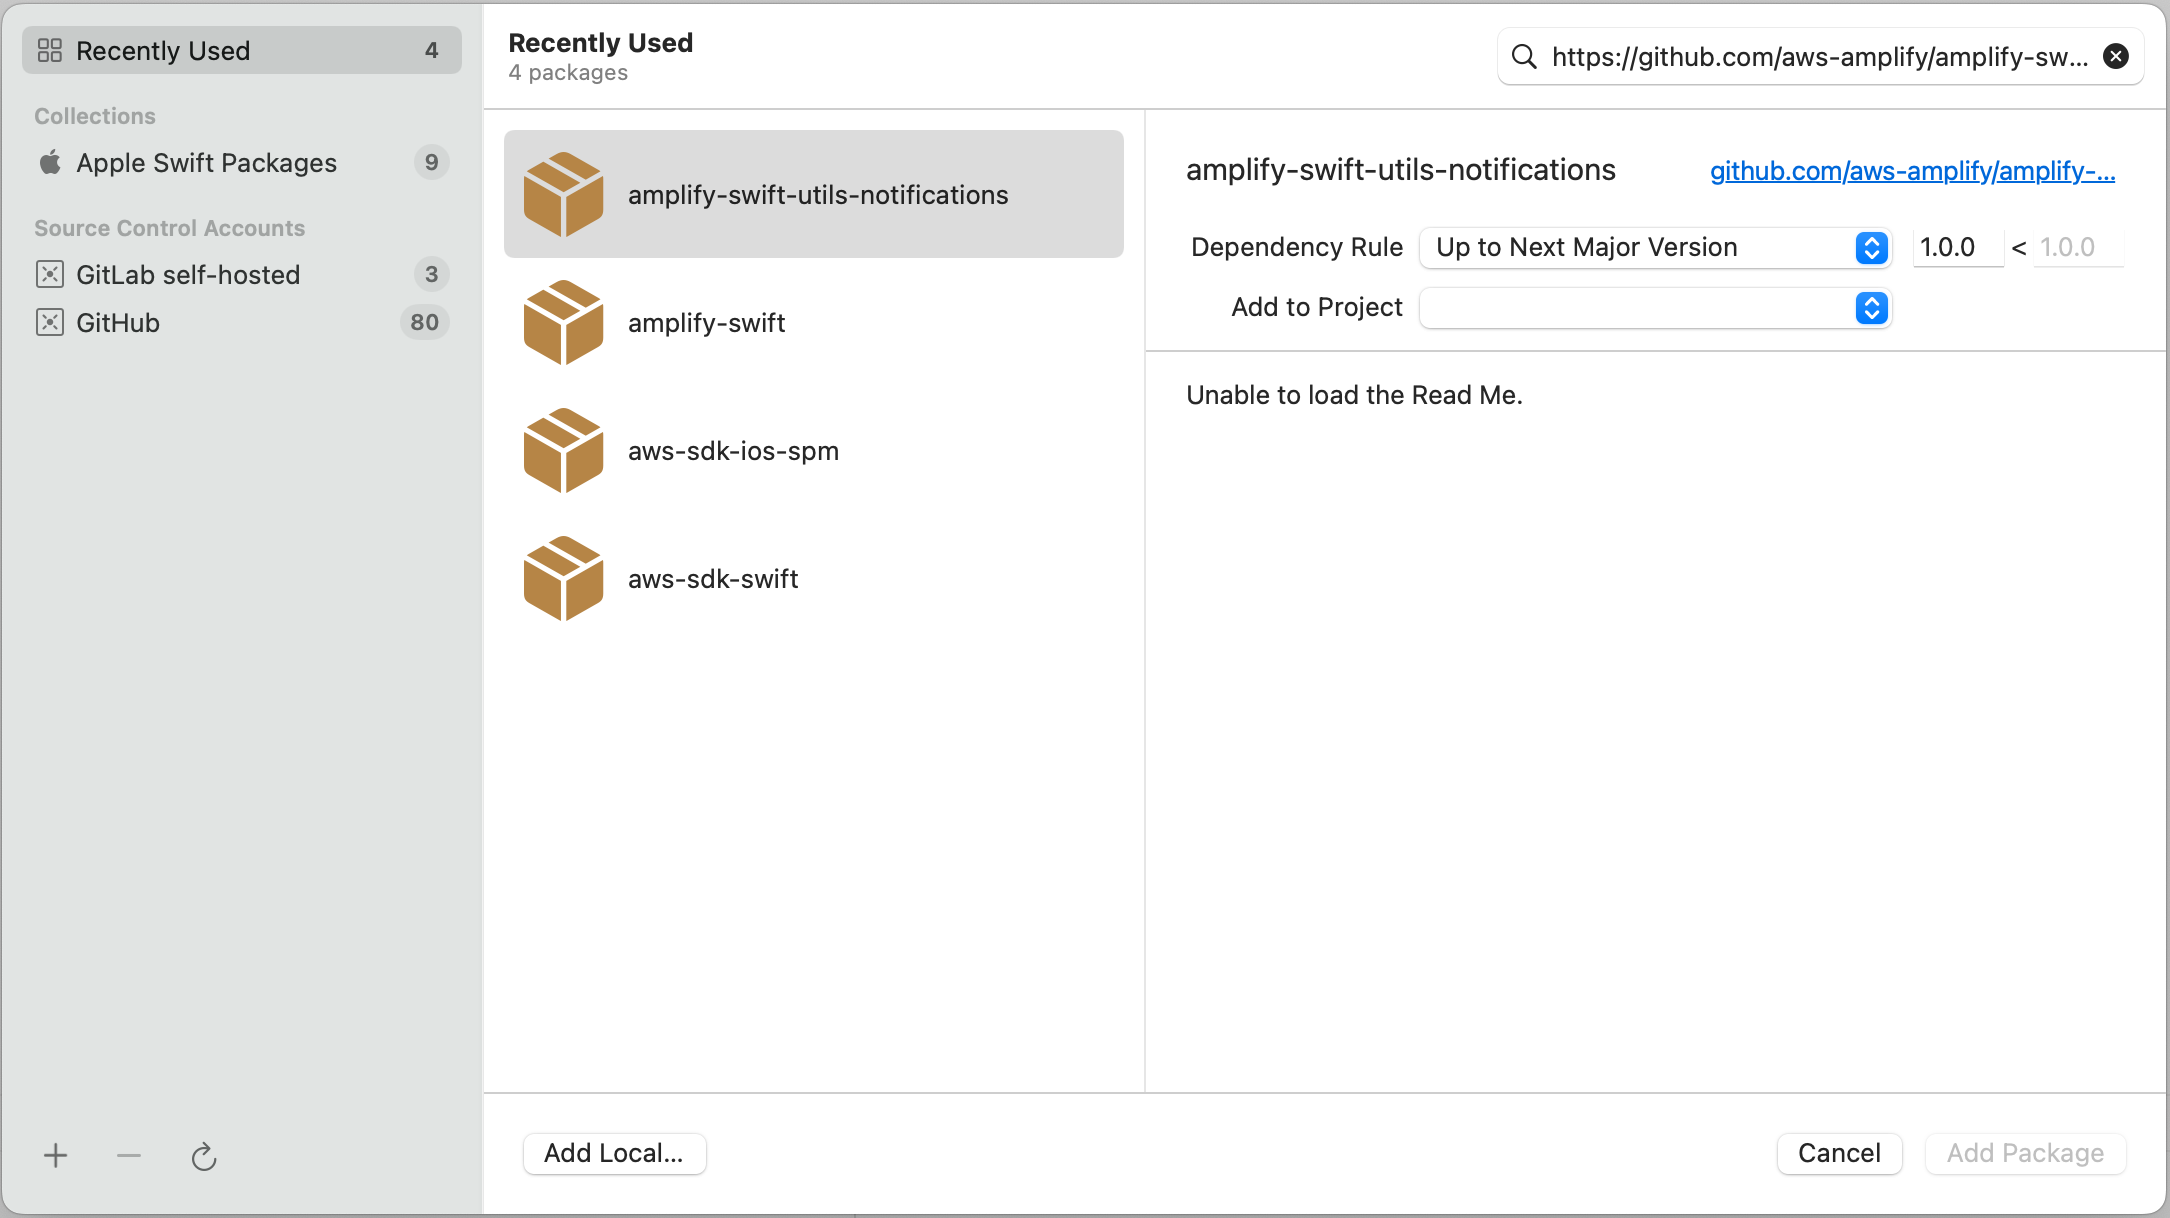 Recently Used 4
Collections
Apple Swift Packages 9
Source Control Accounts
GitLab self-hosted 3
GitHub 80
Recently Used
4 packages
https://github.com/aws-amplify/amplify-sw...
amplify-swift-utils-notifications
amplify-swift
aws-sdk-ios-spm
aws-sdk-swift
amplify-swift-utils-notifications github.com/aws-amplify/amplify-...
Dependency Rule Up to Next Major Version 1.0.0 < 1.0.0
Add to Project
Unable to load the Read Me.
Add Local... Cancel Add Package